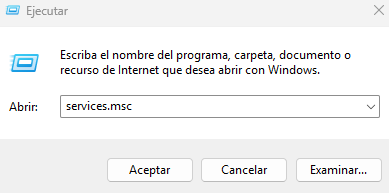 Ejecutar
Escriba el nombre del programa, carpeta, documento o
recurso de Internet que desea abrir con Windows.
Abrir:
services.msc
Aceptar
Cancelar
Examinar...